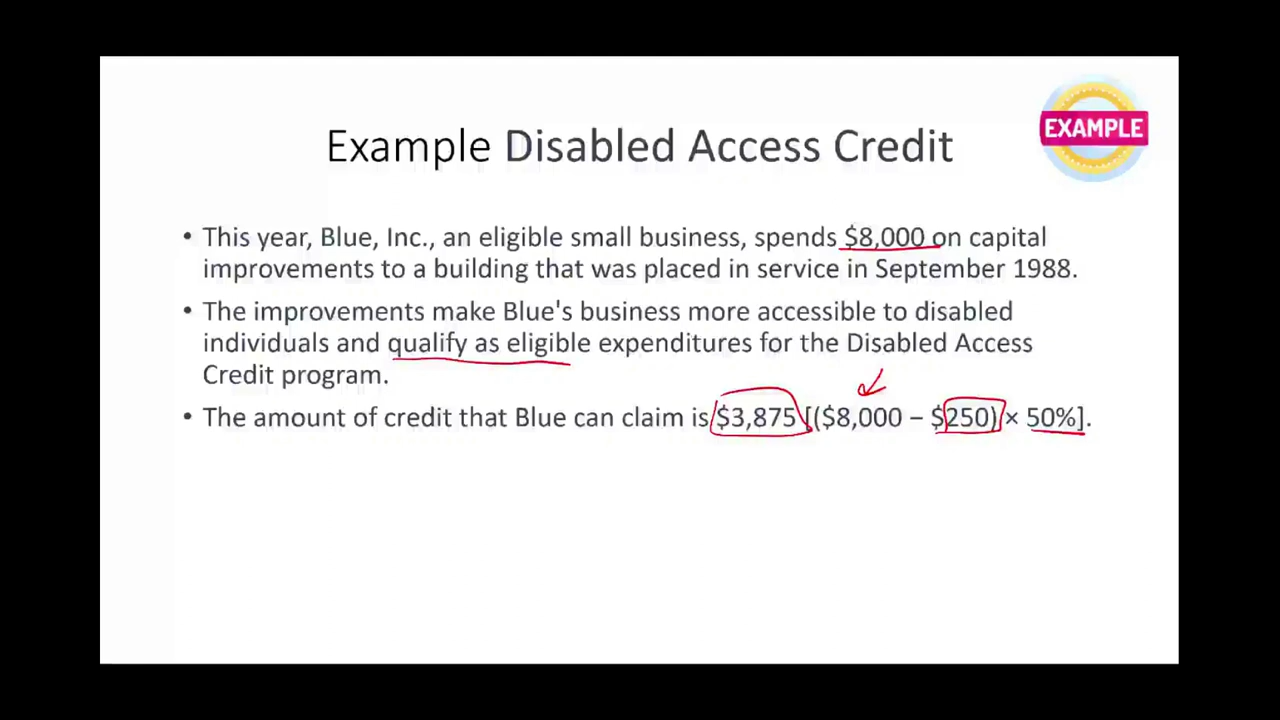 EXAMPLE
Example Disabled Access Credit
• This year, Blue, Inc., an eligible small business, spends $8,000 on capital
improvements to a building that was placed in service in September 1988.
• The improvements make Blue's business more accessible to disabled
individuals and qualify as eligible expenditures for the Disabled Access
Credit program.
• The amount of credit that Blue can claim is $3,875 [($8,000 – $250) × 50%].